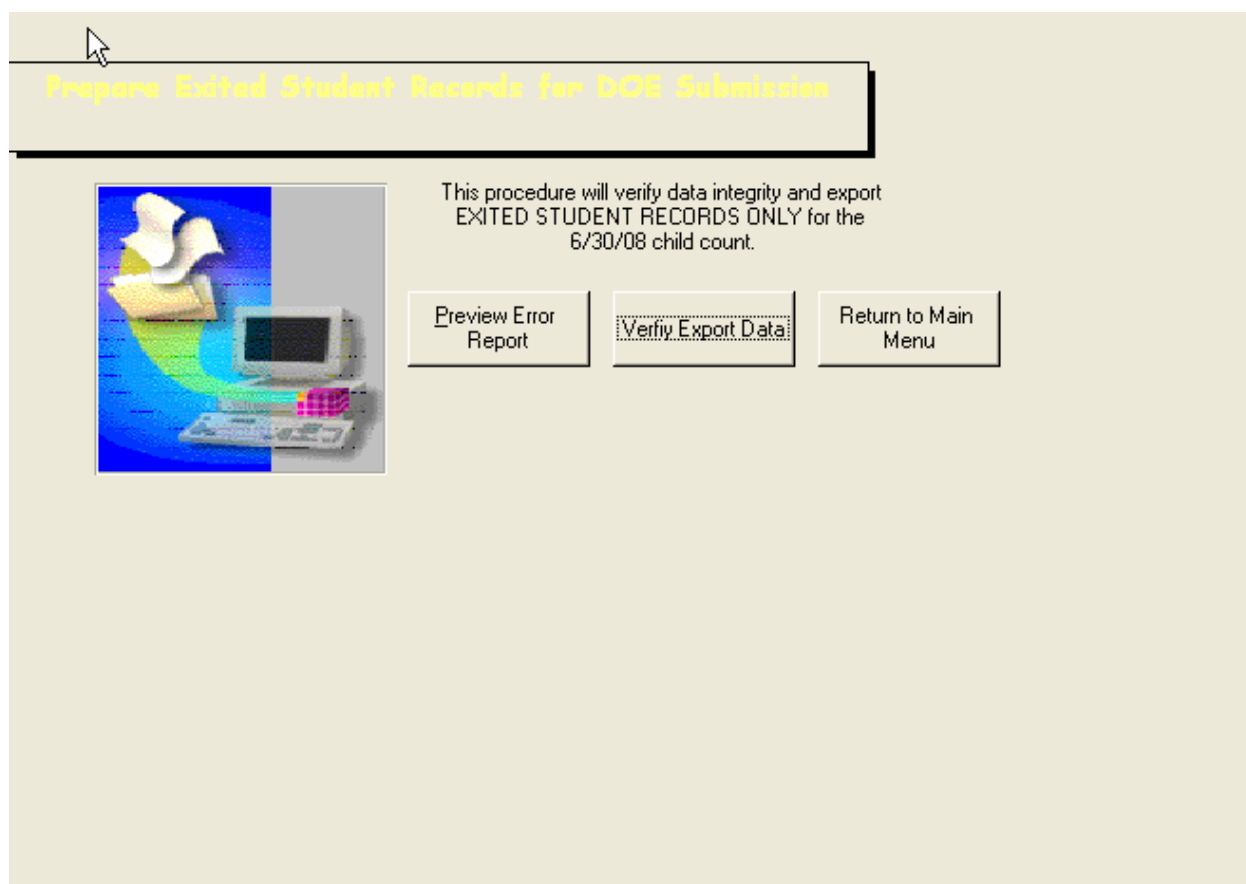 Prepare Exited Student Records for DOE Submission
This procedure will verify data integrity and export
EXITED STUDENT RECORDS ONLY for the
6/30/08 child count.
Preview Error
Report
Verfiy Export Data
Return to Main
Menu